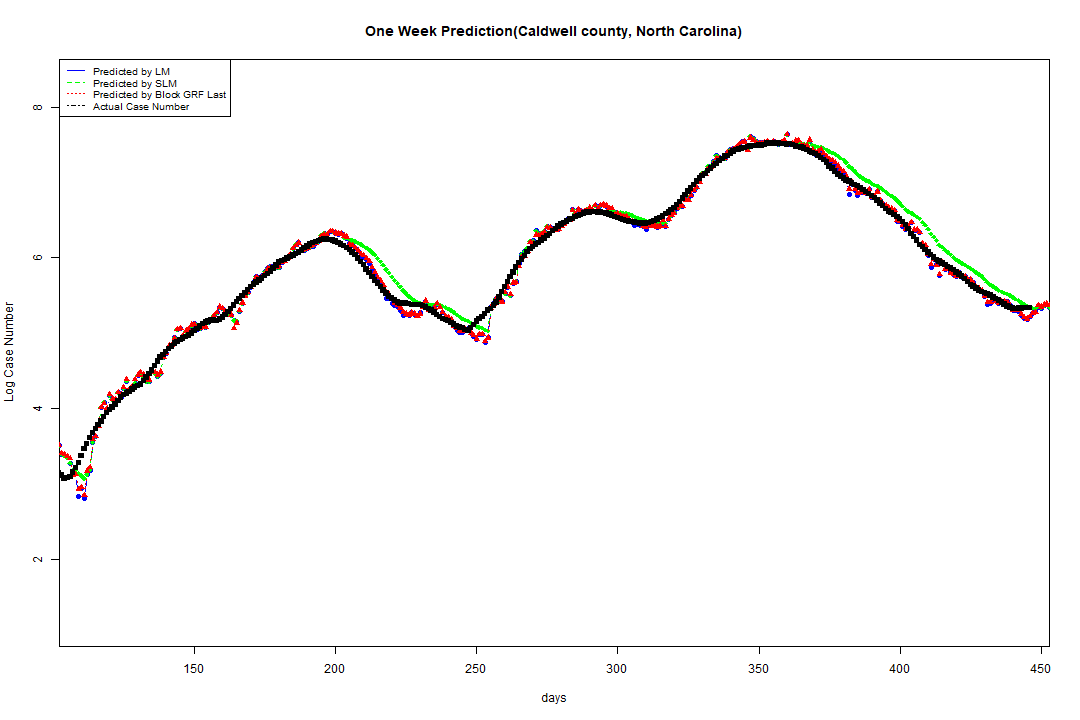 One Week Prediction(Caldwell county, North Carolina)
Predicted by LM
Predicted by SLM
Predicted by Block GRF Last
Actual Case Number
8
6
4
2
Log Case Number
150 200 250 300 350 400 450
days